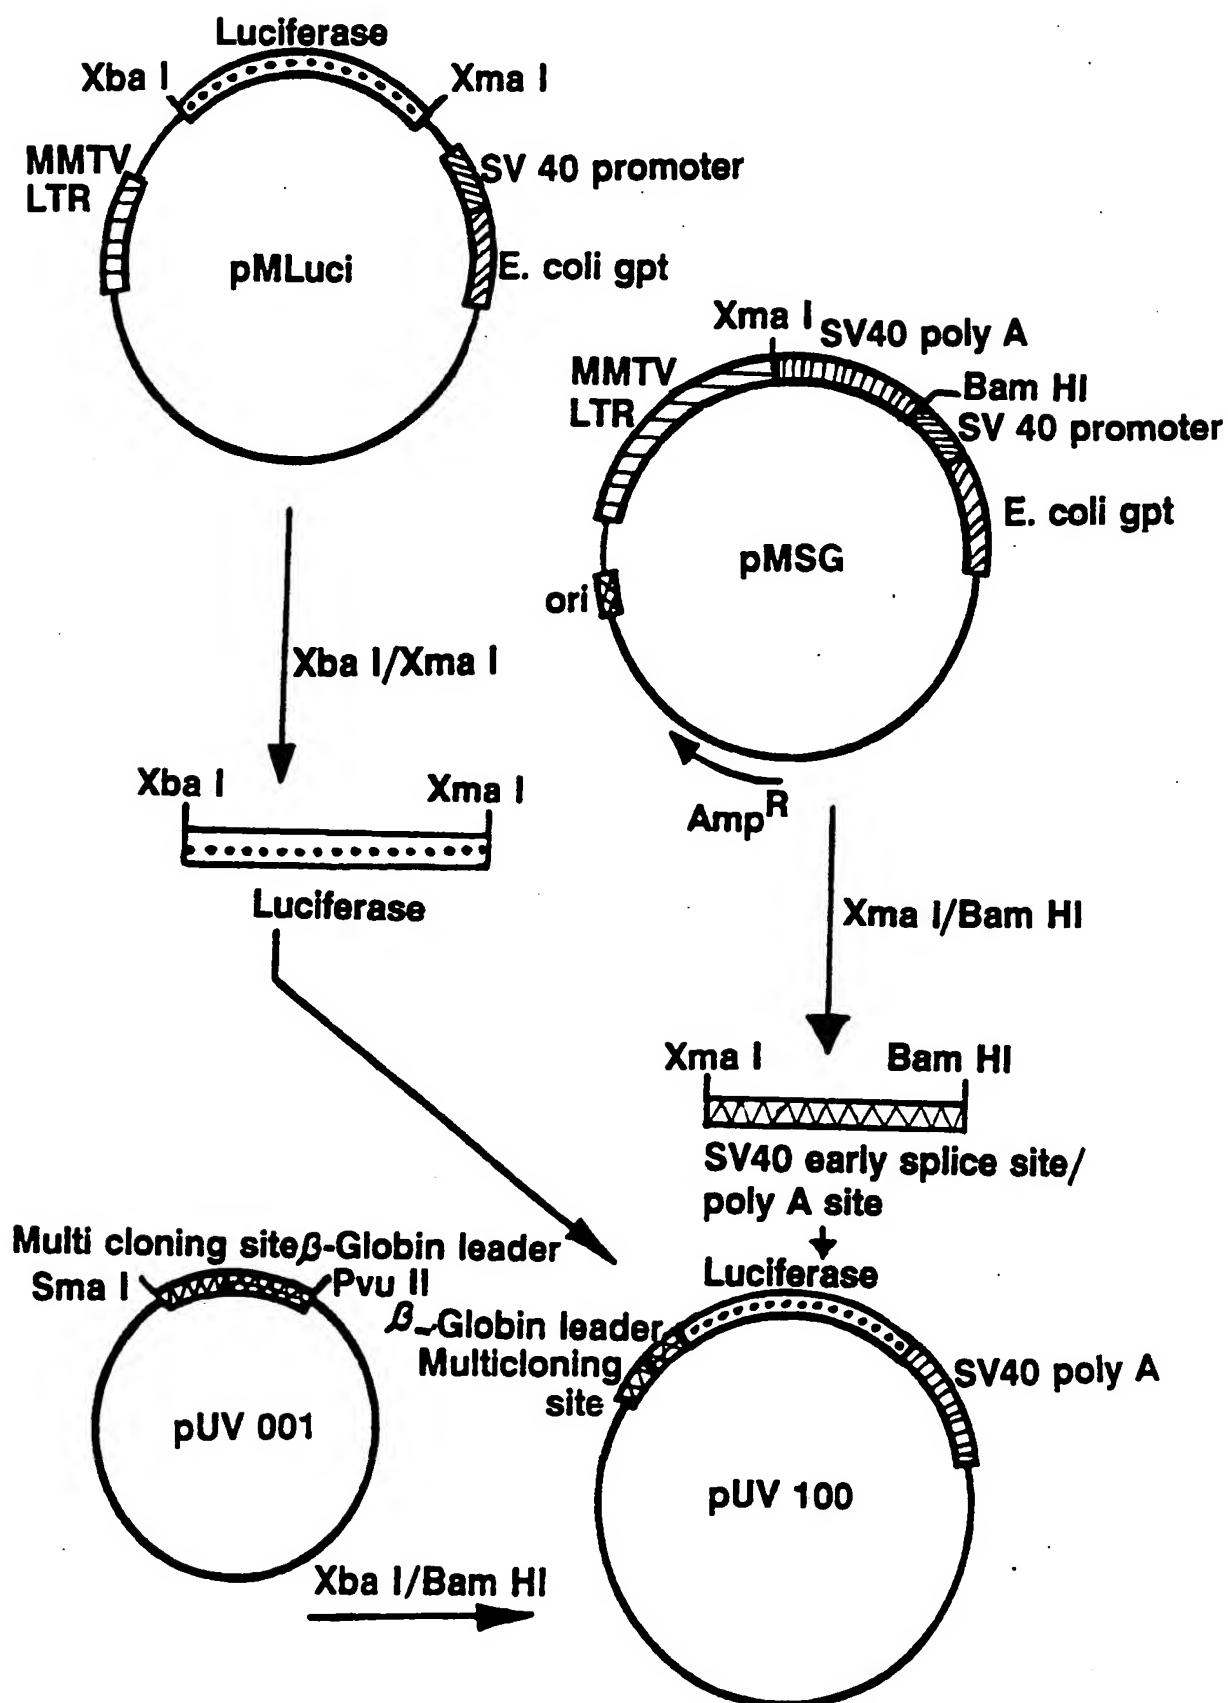 Luciferase
Xba I
Xma I
MMTV
LTR
SV 40 promoter
pMLuci
E. coli gpt
Xma I
SV40 poly A
MMTV
LTR
Bam HI
SV 40 promoter
E. coli gpt
pMSG
ori
Amp^R
Xba I/Xma I
Xba I
Xma I
Luciferase
Xma I/Bam HI
Xma I
Bam HI
SV40 early splice site/
poly A site
Multi cloning site β-Globin leader
Sma I
Pvu II
pUV 001
Xba I/Bam HI
Luciferase
β-Globin leader
Multicloning
site
SV40 poly A
pUV 100